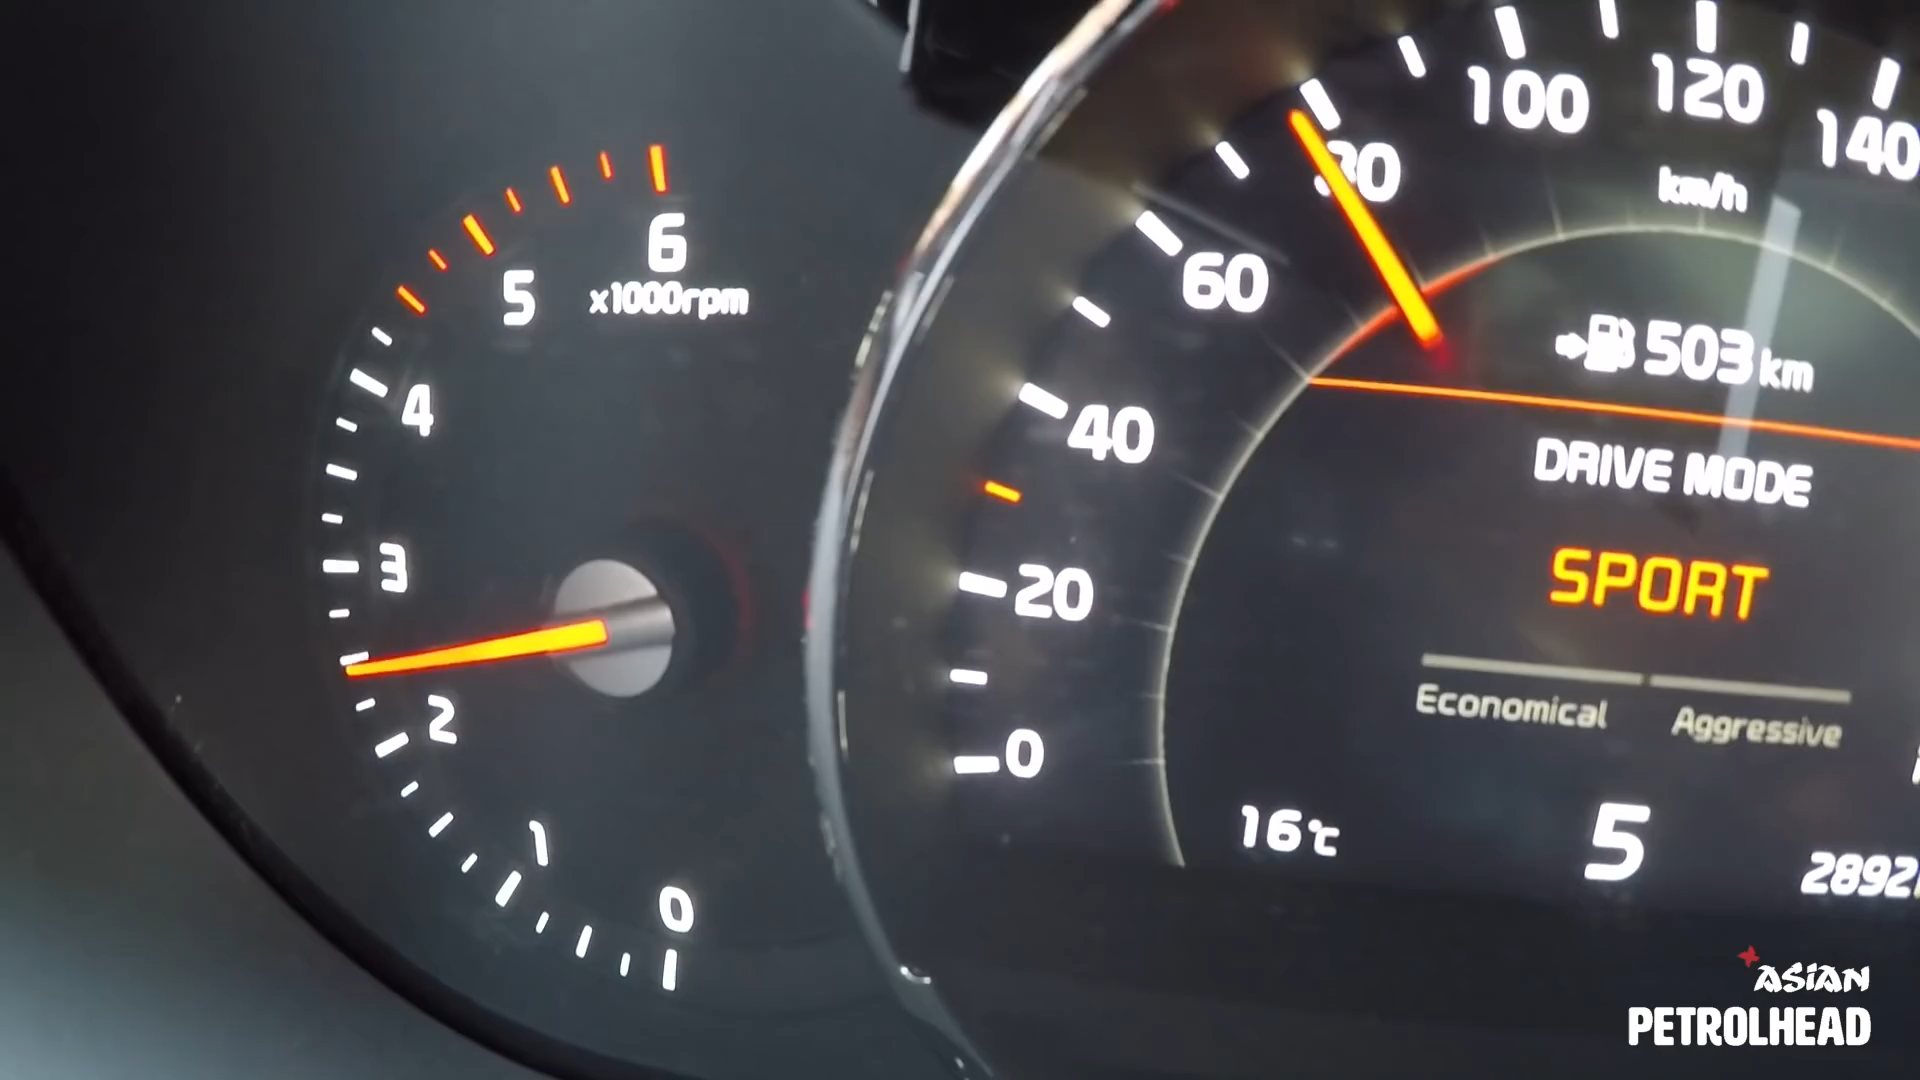 6
x1000rpm
5
4
3
2
1
0
0
20
40
60
80
100
120
140
km/h
503 km
DRIVE MODE
SPORT
Economical
Aggressive
16°C
5
2892
ASIAN
PETROLHEAD